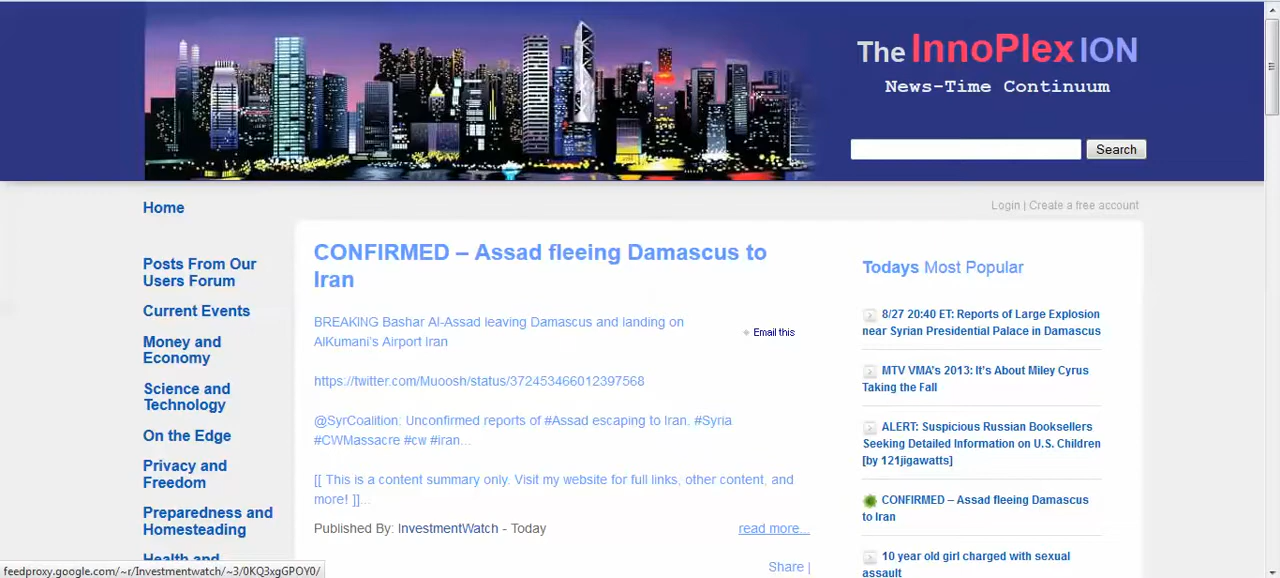 The InnoPlex ION
News-Time Continuum
Search
Home
Login | Create a free account
Posts From Our
Users Forum
Current Events
Money and
Economy
Science and
Technology
On the Edge
Privacy and
Freedom
Preparedness and
Homesteading
Health and
CONFIRMED – Assad fleeing Damascus to
Iran
BREAKING Bashar Al-Assad leaving Damascus and landing on
AlKumani's Airport Iran
Email this
https://twitter.com/Muoosh/status/372453466012397568
@SyrCoalition: Unconfirmed reports of #Assad escaping to Iran, #Syria
#CWMassacre #cw #iran...
[[ This is a content summary only. Visit my website for full links, other content, and
more! ]]...
Published By: InvestmentWatch - Today
read more...
Share |
Todays Most Popular
8/27 20:40 ET: Reports of Large Explosion
near Syrian Presidential Palace in Damascus
MTV VMA's 2013: It's About Miley Cyrus
Taking the Fall
ALERT: Suspicious Russian Booksellers
Seeking Detailed Information on U.S. Children
[by 121jigawatts]
CONFIRMED – Assad fleeing Damascus
to Iran
10 year old girl charged with sexual
assault
feedproxy.google.com/~r/Investmentwatch/~3/0KQ3xgGPOY0/